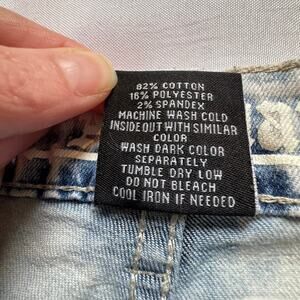 82% COTTON
16% POLYESTER
2% SPANDEX
MACHINE WASH COLD
INSIDE OUT WITH SIMILAR
COLOR
WASH DARK COLOR
SEPARATELY
TUMBLE DRY LOW
DO NOT BLEACH
COOL IRON IF NEEDED